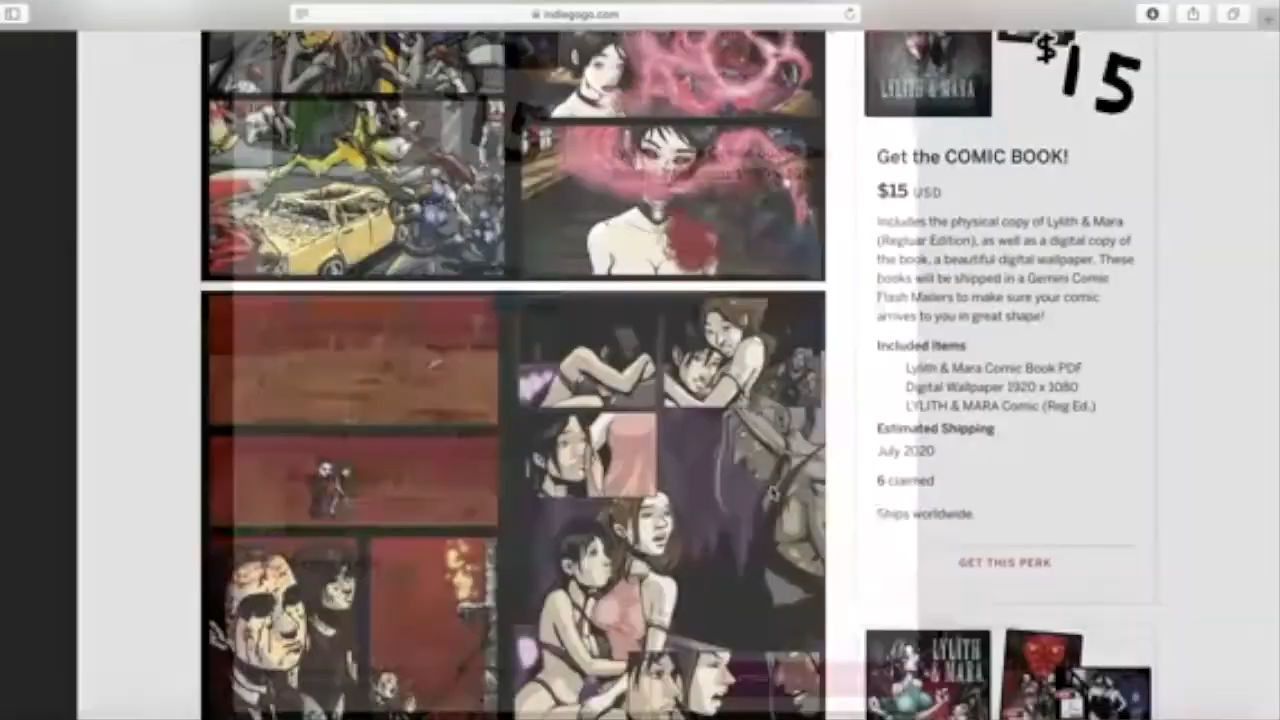 indiegogo.com
LYLITH & MARA
$15
Get the COMIC BOOK!
$15 USD
Includes the physical copy of Lylith & Mara
(Regluar Edition), as well as a digital copy of
the book, a beautiful digital wallpaper. These
books will be shipped in a Gemini Comic
Flash Mailers to make sure your comic
arrives to you in great shape!
Included Items
Lylith & Mara Comic Book PDF
Digital Wallpaper 1920 x 1080
LYLITH & MARA Comic (Reg Ed.)
Estimated Shipping
July 2020
6 claimed
Ships worldwide.
GET THIS PERK
LYLITH
& MARA